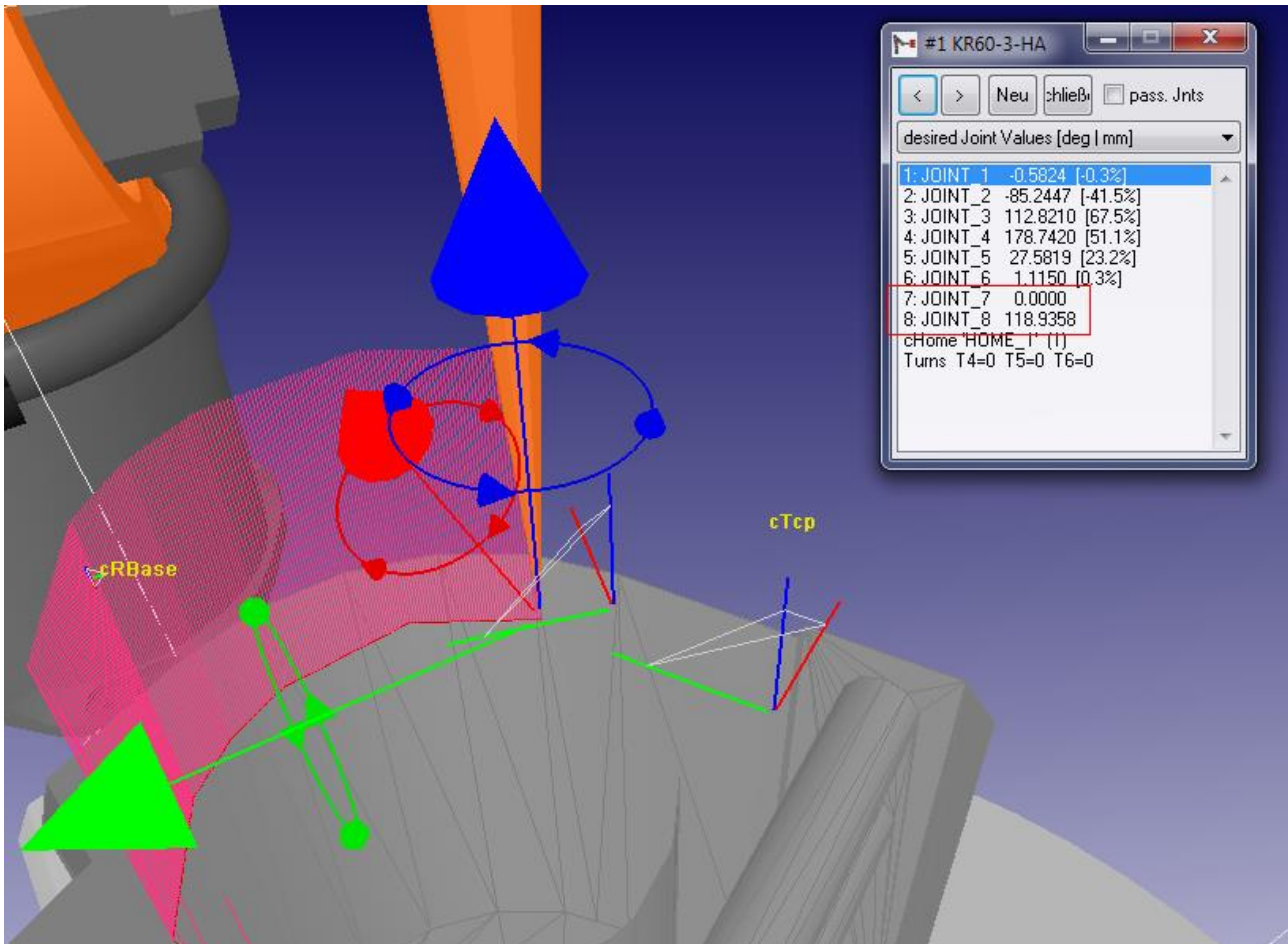 #1 KR60-3-HA
< > Neu :hließ pass. Jnts
desired Joint Values [deg | mm]
1: JOINT_1 -0.5824 [-0.3%]
2: JOINT_2 -85.2447 [-41.5%]
3: JOINT_3 112.8210 [67.5%]
4: JOINT_4 178.7420 [51.1%]
5: JOINT_5 27.5819 [23.2%]
6: JOINT_6 1.1150 [0.3%]
7: JOINT_7 0.0000
8: JOINT_8 118.9358
cHome 'HOME_1' (1)
Turns T4=0 T5=0 T6=0
cTcp
cRBase